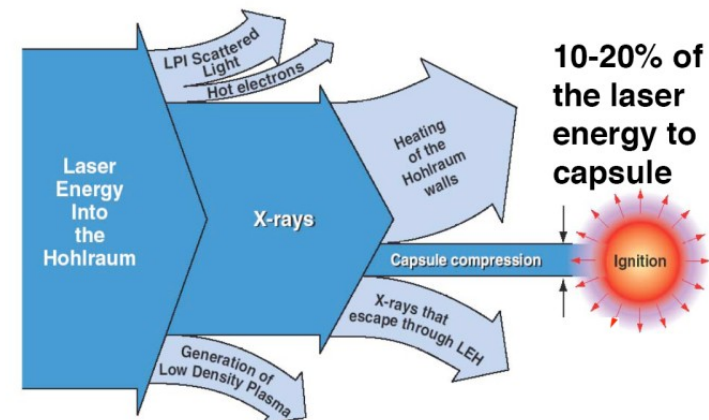 LPI Scattered
Light
Hot electrons
10-20% of
the laser
energy to
capsule
Laser
Energy
Into
the
Hohlraum
X-rays
Heating
of the
Hohlraum
walls
Capsule compression
Ignition
X-rays that
escape through LEH
Generation of
Low Density Plasma